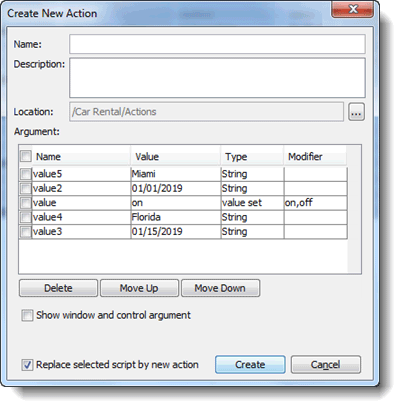 Create New Action
Name:
Description:
Location: /Car Rental/Actions ...
Argument:
Name Value Type Modifier
value5 Miami String
value2 01/01/2019 String
value on value set on,off
value4 Florida String
value3 01/15/2019 String
Delete Move Up Move Down
Show window and control argument
Replace selected script by new action Create Cancel